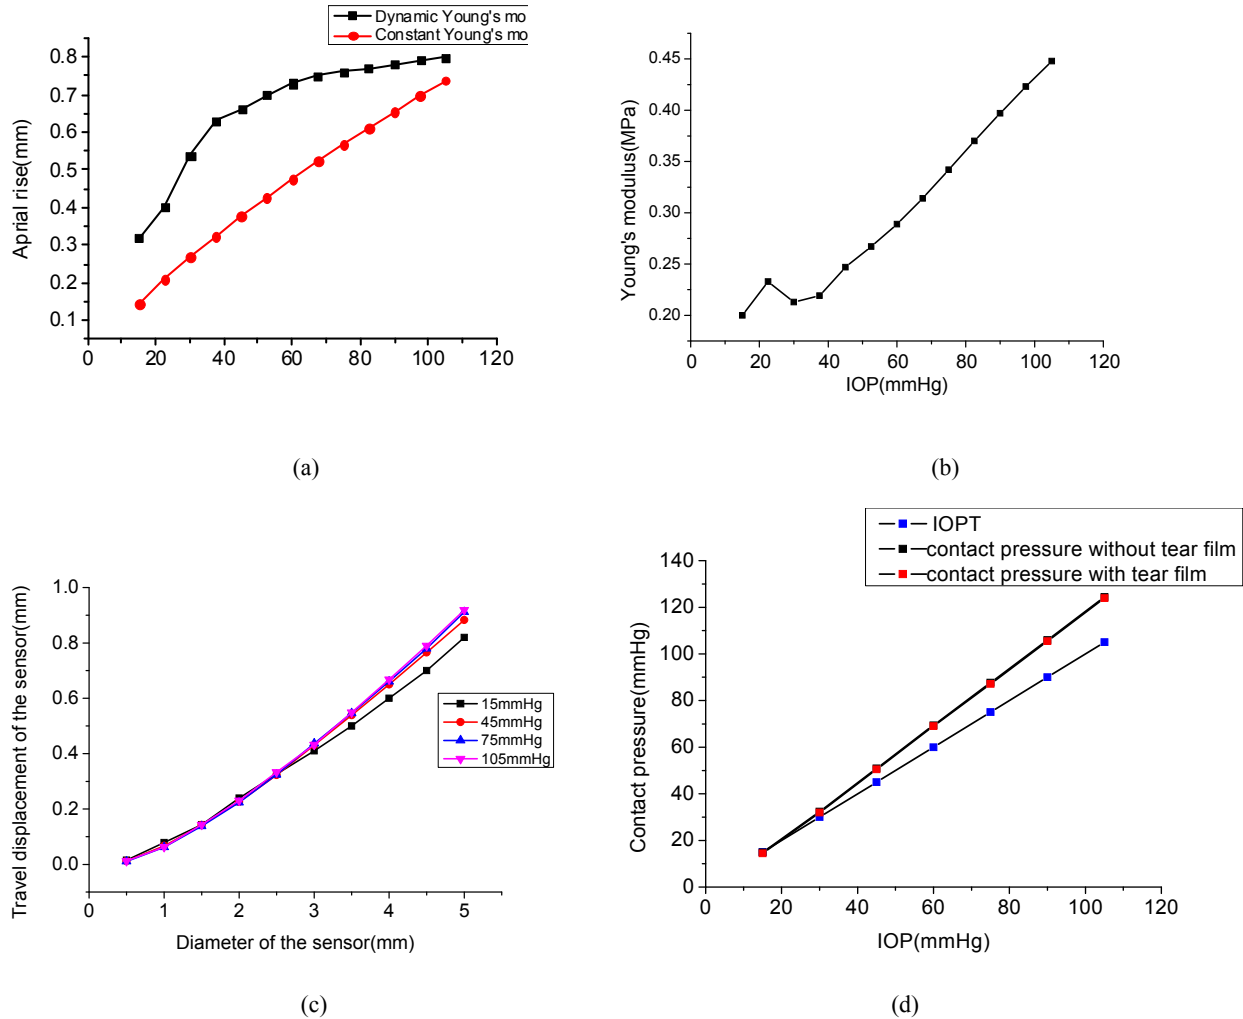 Dynamic Young's mo
Constant Young's mo
0.8
0.7
0.6
0.5
0.4
0.3
0.2
0.1
Aprial rise(mm)
0 20 40 60 80 100 120
(a)
0.45
0.40
0.35
0.30
0.25
0.20
Young's modulus(MPa)
0 20 40 60 80 100 120
IOP(mmHg)
(b)
1.0
0.8
0.6
0.4
0.2
0.0
Travel displacement of the sensor(mm)
15mmHg
45mmHg
75mmHg
105mmHg
0 1 2 3 4 5
Diameter of the sensor(mm)
(c)
IOPT
contact pressure without tear film
contact pressure with tear film
140
120
100
80
60
40
20
0
Contact pressure(mmHg)
0 20 40 60 80 100 120
IOP(mmHg)
(d)